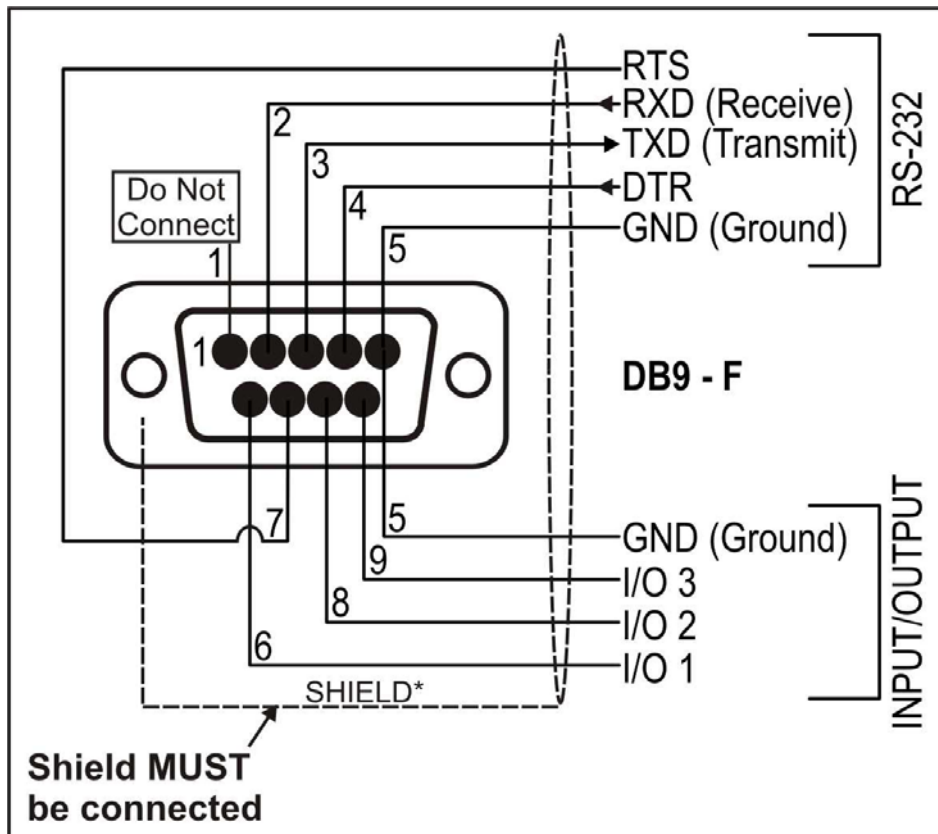 RTS
RXD (Receive)
TXD (Transmit)
DTR
GND (Ground)
RS-232
2
3
4
5
Do Not
Connect
1
1
DB9 - F
7
5
9
8
6
GND (Ground)
I/O 3
I/O 2
I/O 1
INPUT/OUTPUT
SHIELD*
Shield MUST
be connected